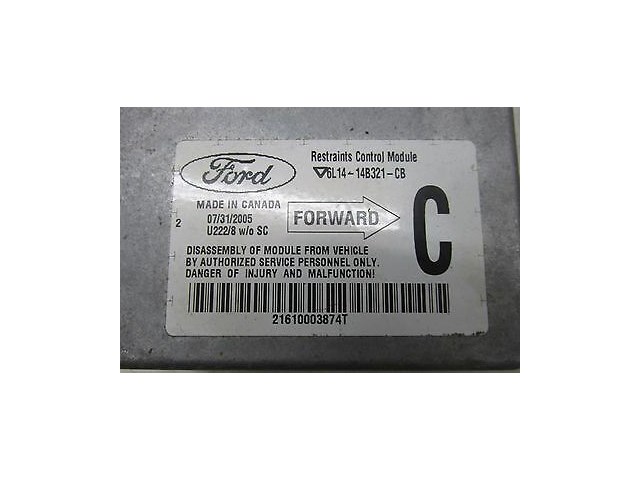 Ford
Restraints Control Module
6L14-14B321-CB
MADE IN CANADA
07/31/2005
U222/8 w/o SC
2
FORWARD
C
DISASSEMBLY OF MODULE FROM VEHICLE
BY AUTHORIZED SERVICE PERSONNEL ONLY.
DANGER OF INJURY AND MALFUNCTION!
21610003874T